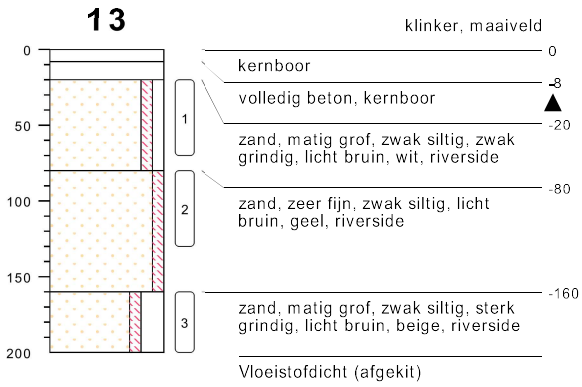 13
klinker, maaiveld
0
0
kernboor
-8
volledig beton, kernboor
-20
1
50
zand, matig grof, zwak siltig, zwak
grindig, licht bruin, wit, riverside
-80
100
2
zand, zeer fijn, zwak siltig, licht
bruin, geel, riverside
150
-160
3
zand, matig grof, zwak siltig, sterk
grindig, licht bruin, beige, riverside
200
Vloeistofdicht (afgekit)